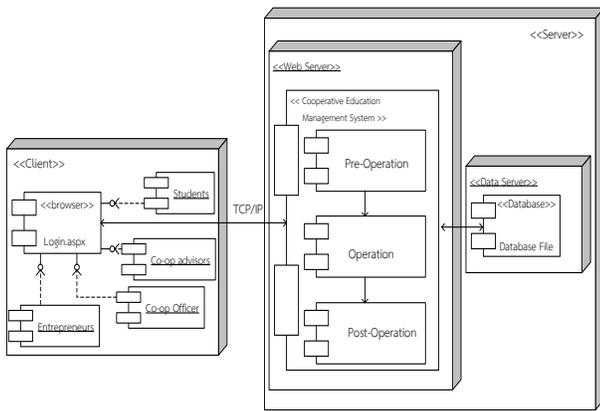 <<Server>>
<<Web Server>>
<< Cooperative Education
Management System >>
Pre-Operation
Operation
Post-Operation
<<Client>>
<<browser>>
Login.aspx
Students
Co-op advisors
Co-op Officer
Entrepreneurs
TCP/IP
<<Data Server>>
<<Database>>
Database File